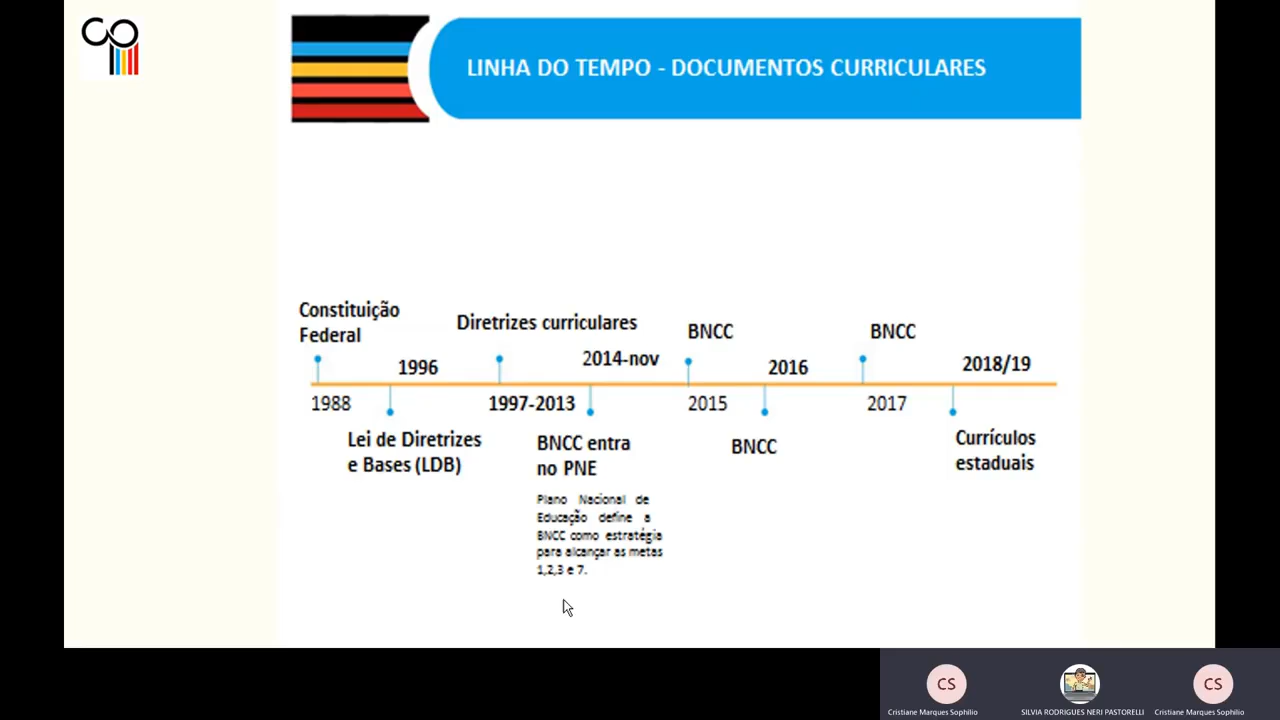 LINHA DO TEMPO - DOCUMENTOS CURRICULARES
Constituição
Federal
Diretrizes curriculares
BNCC
BNCC
1996
2014-nov
2016
2018/19
1988
1997-2013
2015
2017
Lei de Diretrizes
e Bases (LDB)
BNCC entra
no PNE
BNCC
Currículos
estaduais
Plano Nacional de
Educação define a
BNCC como estratégia
para alcançar as metas
1,2,3 e 7.
CS
CS
Cristiane Marques Sophilio
SILVIA RODRIGUES NERI PASTORELLI
Cristiane Marques Sophilio